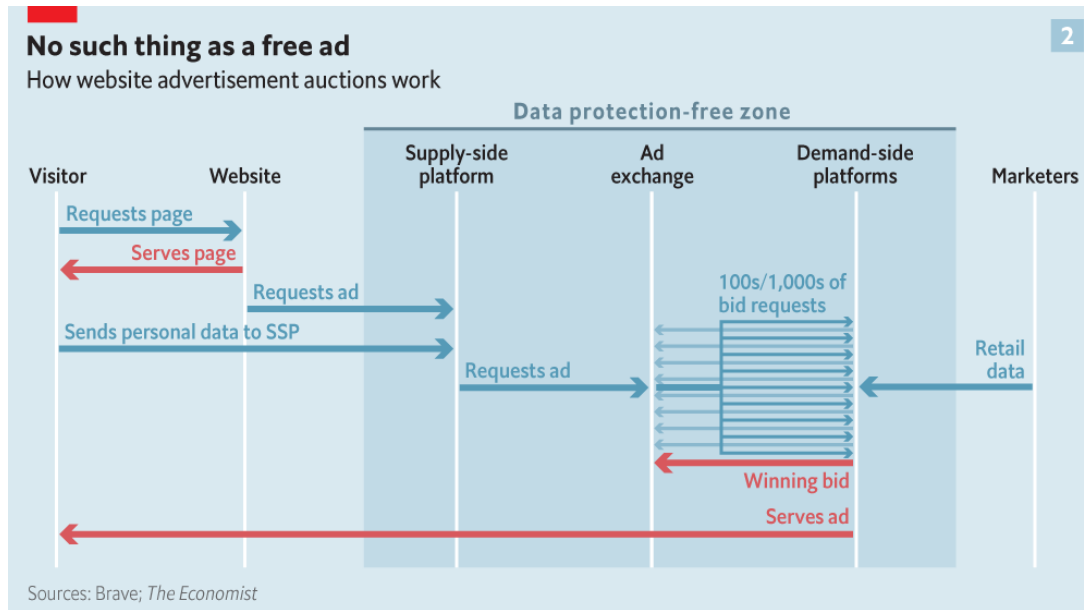 No such thing as a free ad
2
How website advertisement auctions work
Data protection-free zone
Visitor
Website
Supply-side
platform
Ad
exchange
Demand-side
platforms
Marketers
Requests page
Serves page
Requests ad
100s/1,000s of
bid requests
Sends personal data to SSP
Requests ad
Retail
data
Winning bid
Serves ad
Sources: Brave; The Economist